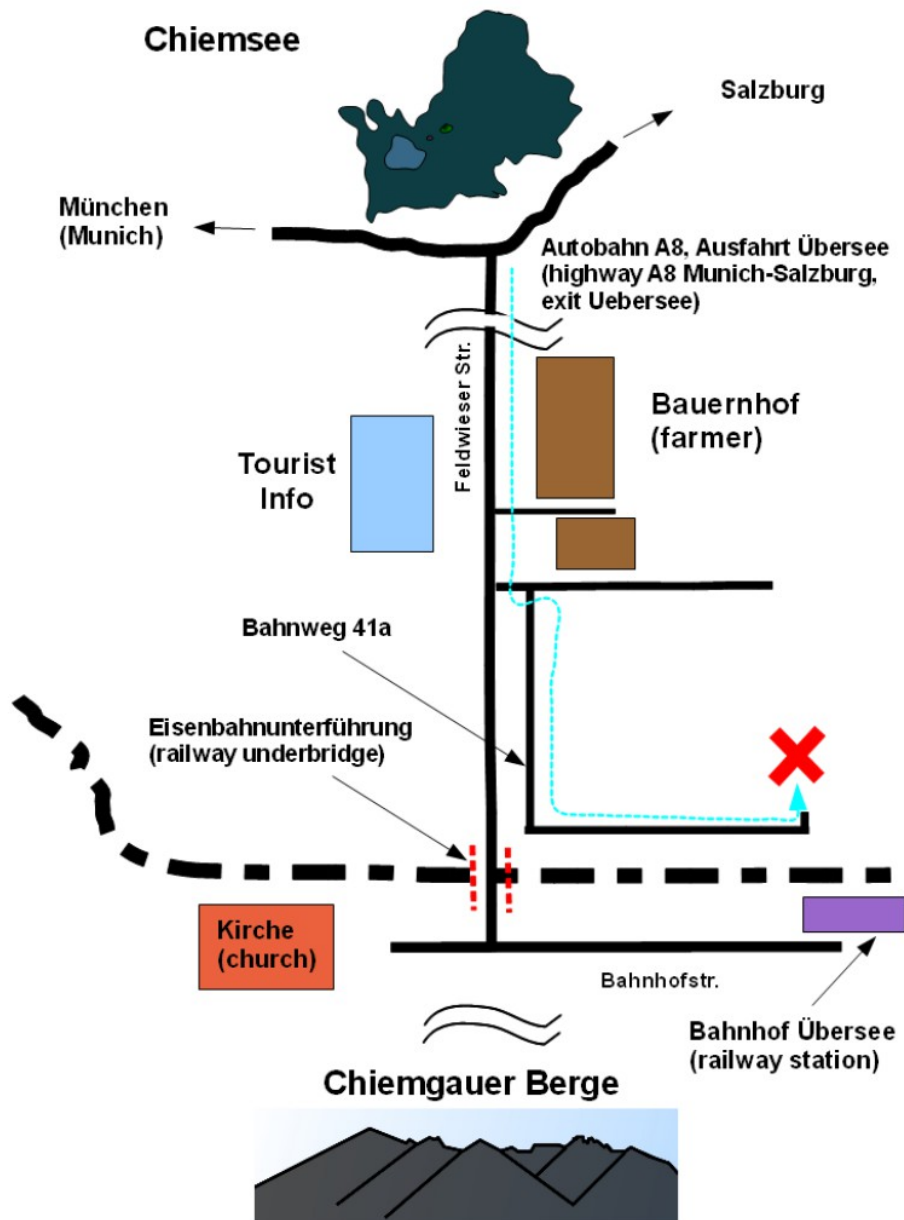 Chiemsee
Salzburg
München
(Munich)
Autobahn A8, Ausfahrt Übersee
(highway A8 Munich-Salzburg,
exit Uebersee)
Feldwieser Str.
Bauernhof
(farmer)
Tourist
Info
Bahnweg 41a
Eisenbahnunterführung
(railway underbridge)
Kirche
(church)
Bahnhofstr.
Bahnhof Übersee
(railway station)
Chiemgauer Berge